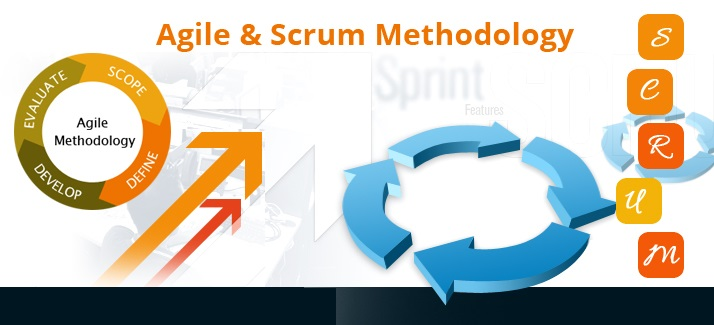 Agile & Scrum Methodology
EVALUATE
SCOPE
DEFINE
DEVELOP
Agile
Methodology
Sprint
Features
S
C
R
U
M